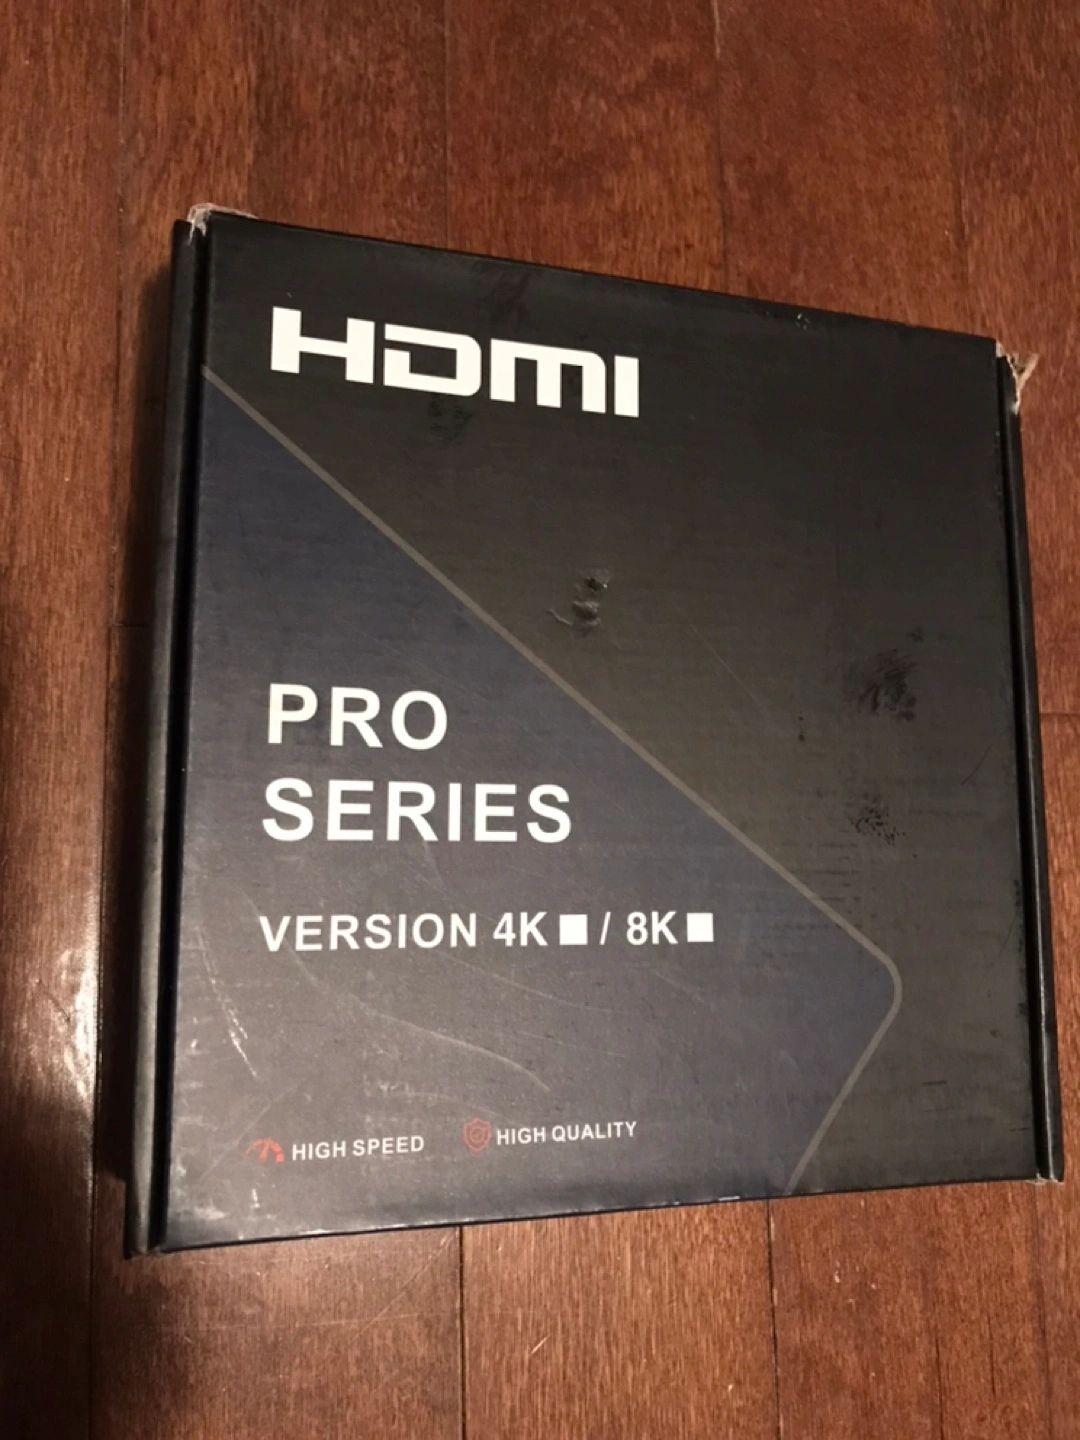 HDMI
PRO
SERIES
VERSION 4K■ / 8K■
HIGH SPEED HIGH QUALITY